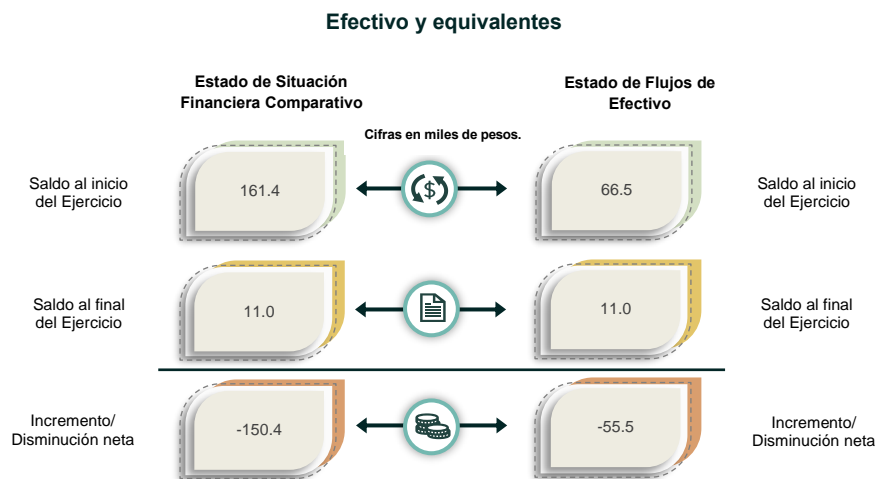 Efectivo y equivalentes
Estado de Situación
Financiera Comparativo
Estado de Flujos de
Efectivo
Cifras en miles de pesos.
Saldo al inicio
del Ejercicio
161.4
$
66.5
Saldo al inicio
del Ejercicio
Saldo al final
del Ejercicio
11.0
11.0
Saldo al final
del Ejercicio
Incremento/
Disminución neta
-150.4
-55.5
Incremento/
Disminución neta